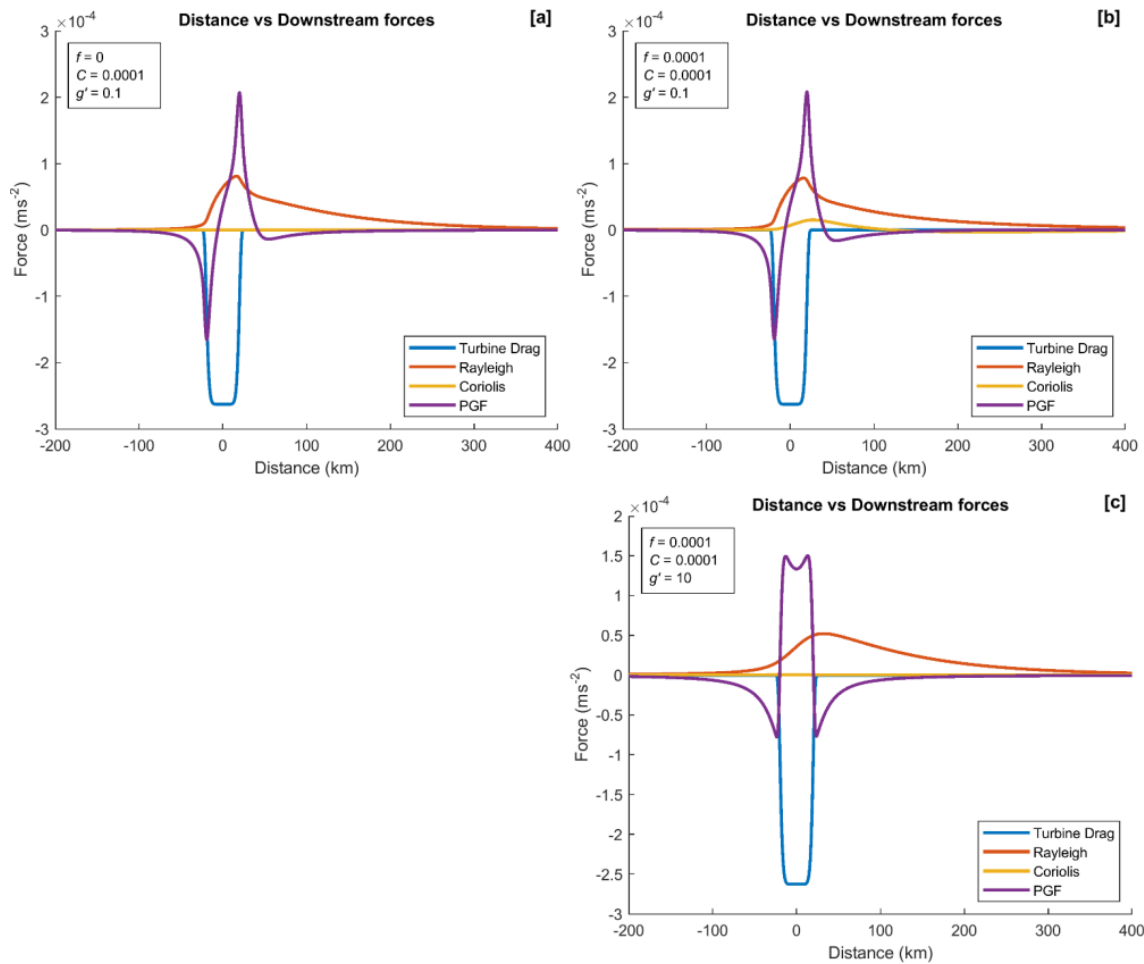 Distance vs Downstream forces [a]
×10⁻⁴
f = 0
C = 0.0001
g' = 0.1
3
2
1
0
-1
-2
-3
Force (ms⁻²)
Turbine Drag
Rayleigh
Coriolis
PGF
-200 -100 0 100 200 300 400
Distance (km)
Distance vs Downstream forces [b]
×10⁻⁴
f = 0.0001
C = 0.0001
g' = 0.1
3
2
1
0
-1
-2
-3
Force (ms⁻²)
Turbine Drag
Rayleigh
Coriolis
PGF
-200 -100 0 100 200 300 400
Distance (km)
Distance vs Downstream forces [c]
×10⁻⁴
f = 0.0001
C = 0.0001
g' = 10
2
1.5
1
0.5
0
-0.5
-1
-1.5
-2
-2.5
-3
Force (ms⁻²)
Turbine Drag
Rayleigh
Coriolis
PGF
-200 -100 0 100 200 300 400
Distance (km)